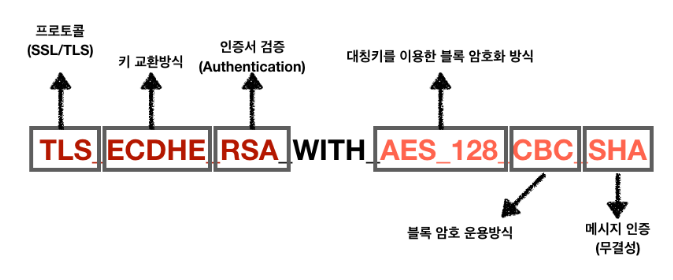 프로토콜
(SSL/TLS)
키 교환방식
인증서 검증
(Authentication)
대칭키를 이용한 블록 암호화 방식
TLS_ECDHE_RSA_WITH_AES_128_CBC_SHA
블록 암호 운용방식
메시지 인증
(무결성)